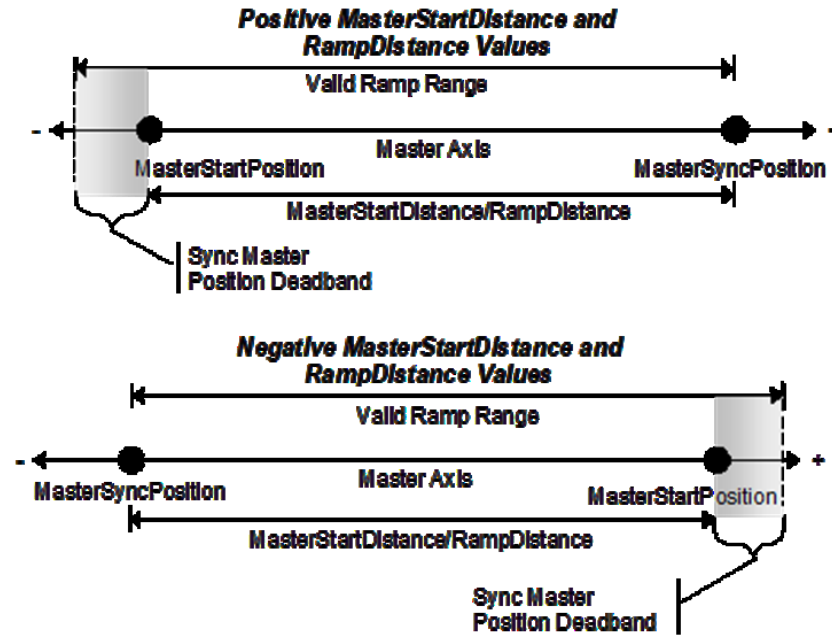 Positive MasterStartDistance and
RampDistance Values
Valid Ramp Range
- +
Master Axis
MasterStartPosition MasterSyncPosition
MasterStartDistance/RampDistance
Sync Master
Position Deadband
Negative MasterStartDistance and
RampDistance Values
Valid Ramp Range
- +
Master Axis
MasterSyncPosition MasterStartPosition
MasterStartDistance/RampDistance
Sync Master
Position Deadband